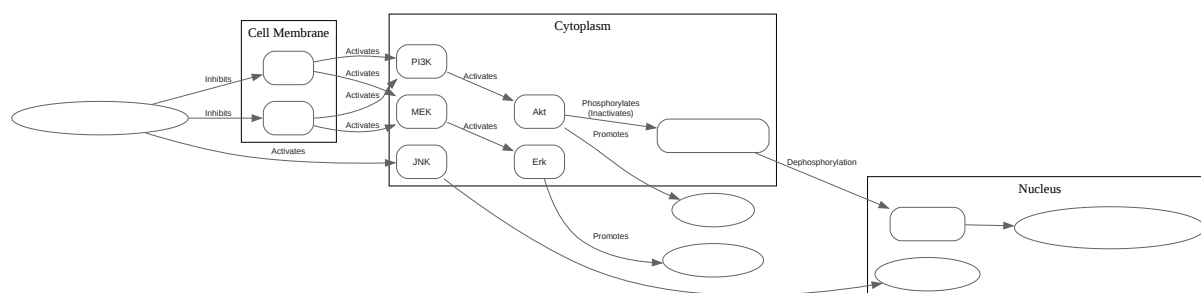 Cell Membrane
Cytoplasm
Activates
PI3K
Activates
Activates
Inhibits
Activates
Phosphorylates
(Inactivates)
MEK
Akt
Inhibits
Activates
Activates
Promotes
Activates
JNK
Erk
Dephosphorylation
Nucleus
Promotes